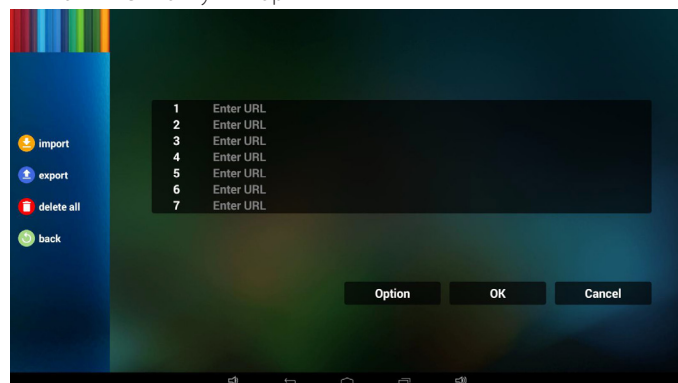 import
export
delete all
back
1 Enter URL
2 Enter URL
3 Enter URL
4 Enter URL
5 Enter URL
6 Enter URL
7 Enter URL
Option OK Cancel